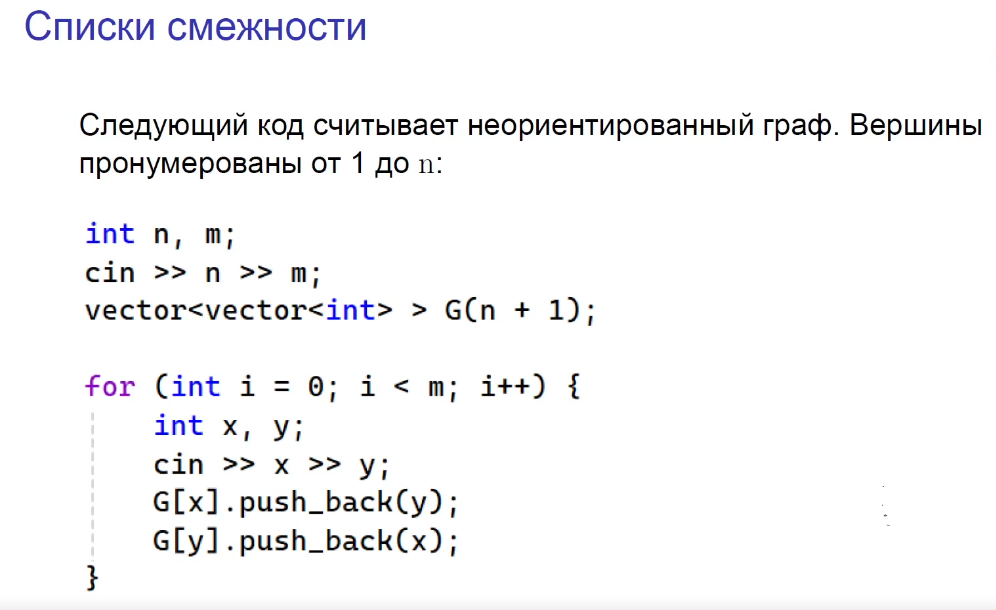 Списки смежности
Следующий код считывает неориентированный граф. Вершины
пронумерованы от 1 до n:
int n, m;
cin >> n >> m;
vector<vector<int> > G(n + 1);
for (int i = 0; i < m; i++) {
int x, y;
cin >> x >> y;
G[x].push_back(y);
G[y].push_back(x);
}